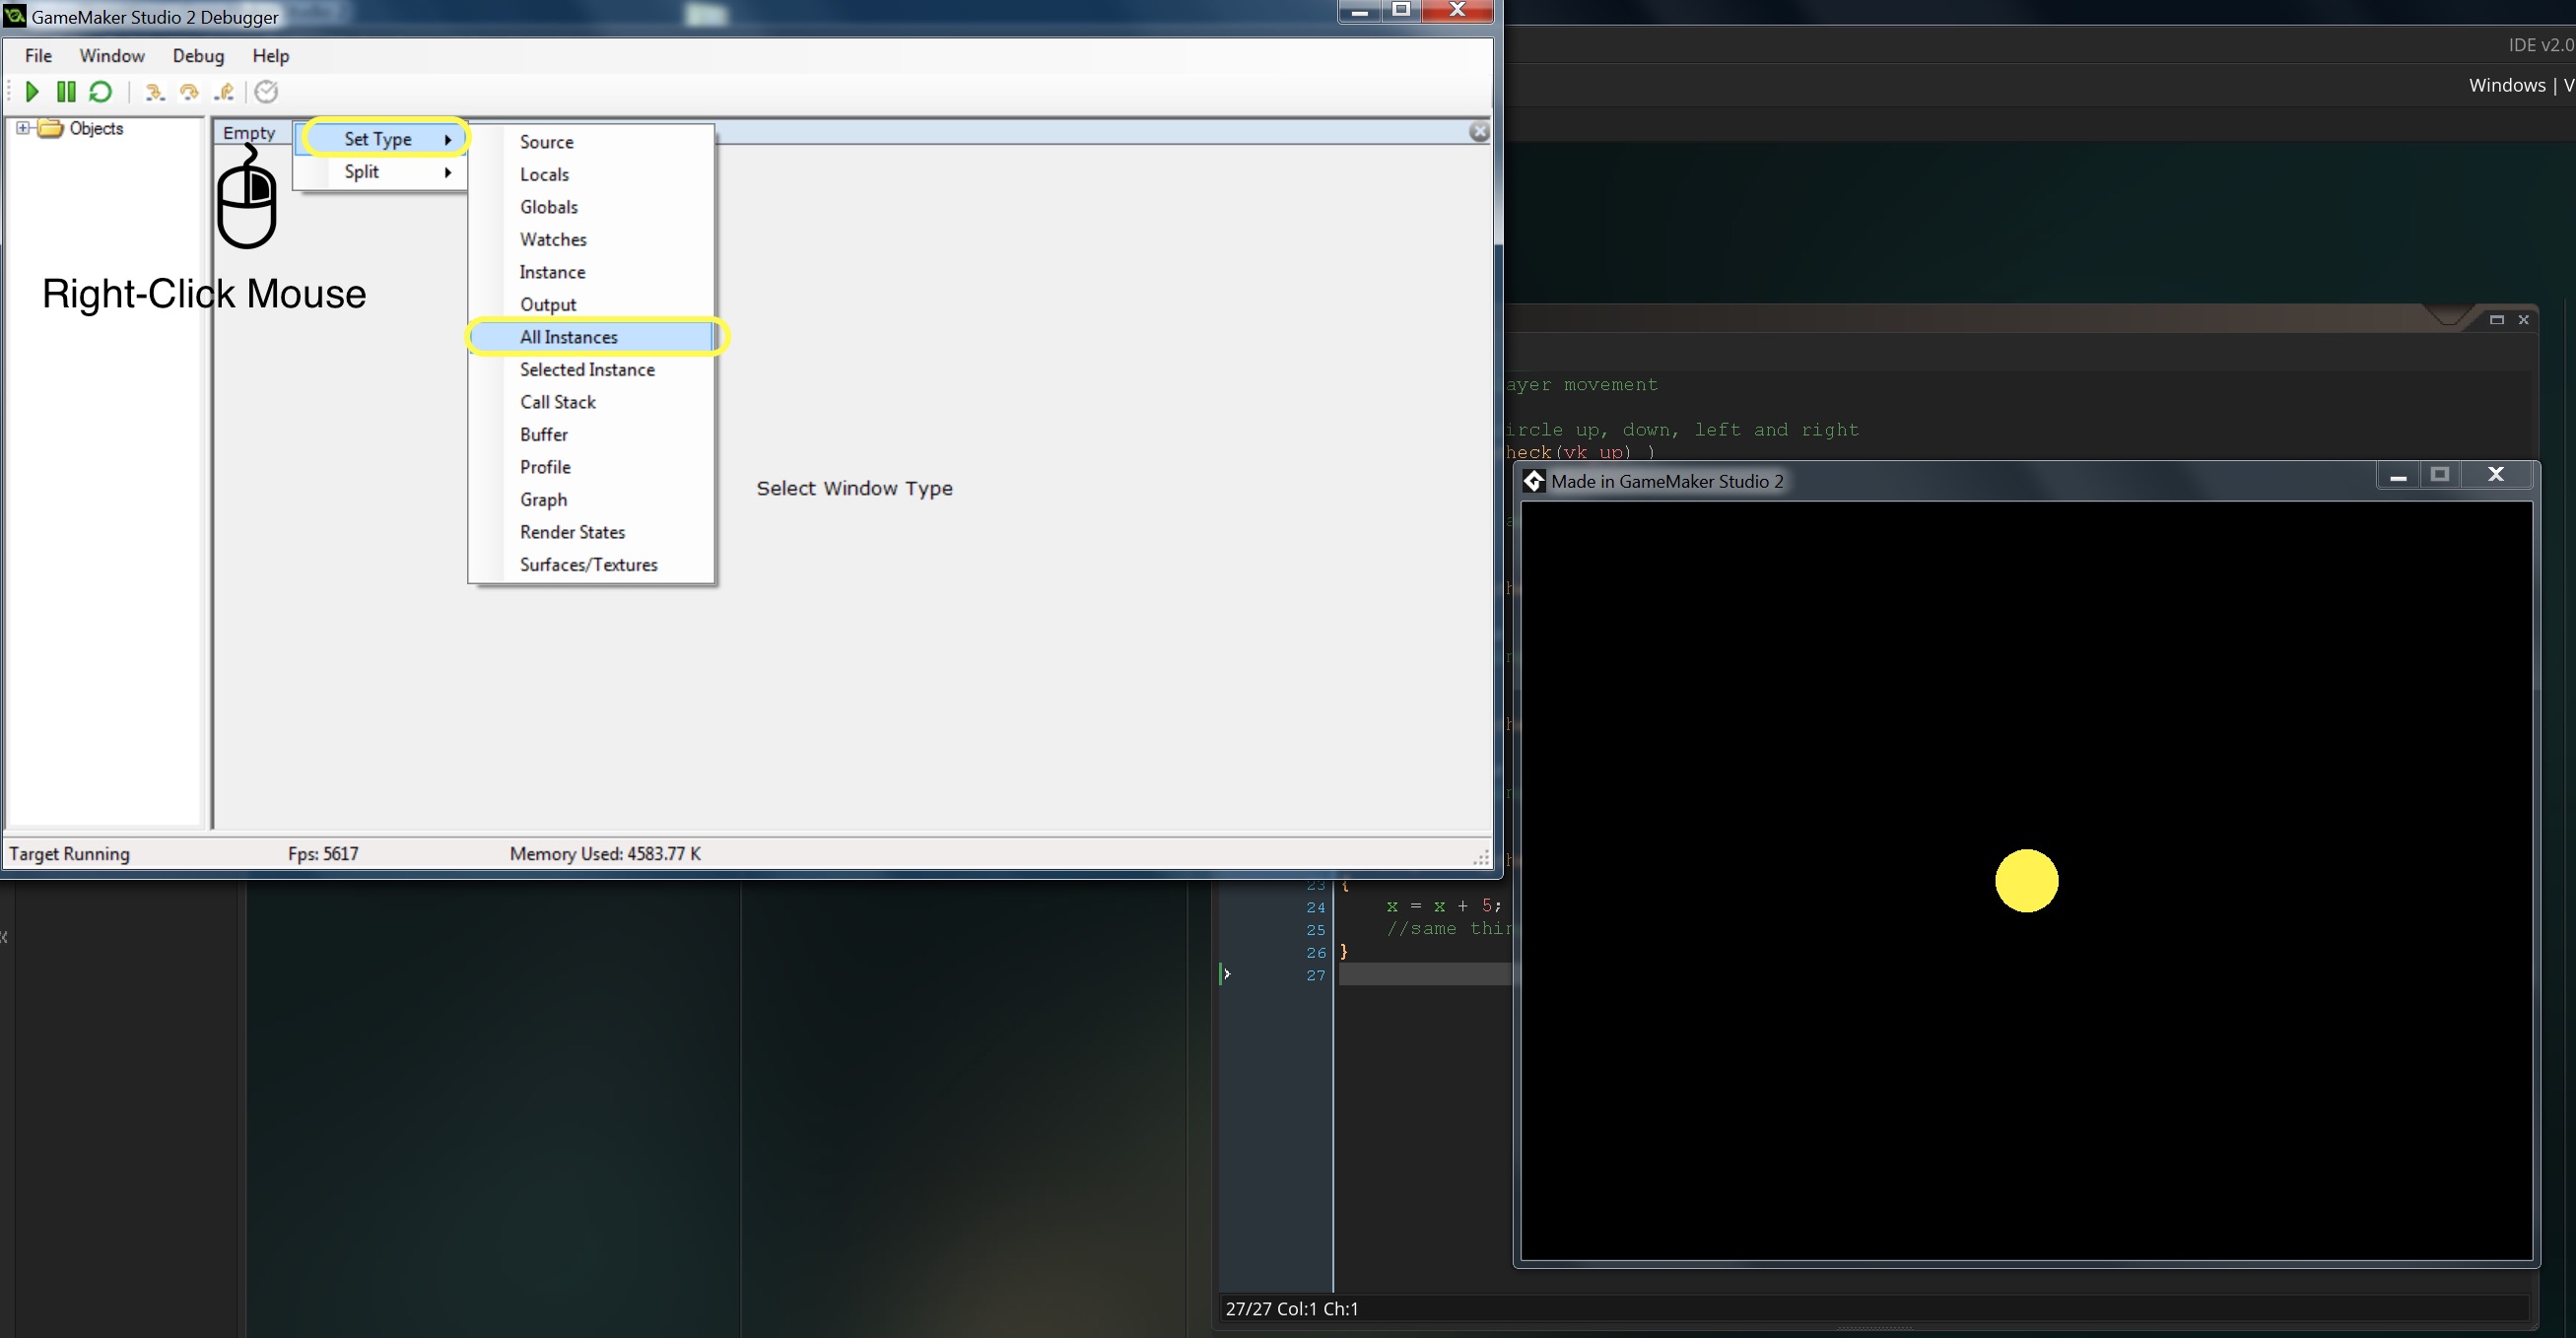 GameMaker Studio 2 Debugger
File Window Debug Help
Objects
Empty
Set Type
Split
Source
Locals
Globals
Watches
Instance
Output
All Instances
Selected Instance
Call Stack
Buffer
Profile
Graph
Render States
Surfaces/Textures
Right-Click Mouse
Select Window Type
Target Running Fps: 5617 Memory Used: 4583.77 K
IDE v2.0
Windows | V
ayer movement
ircle up, down, left and right
heck(vk_up) )
Made in GameMaker Studio 2
23 {
24 x = x + 5;
25 //same thin
26 }
27
27/27 Col:1 Ch:1